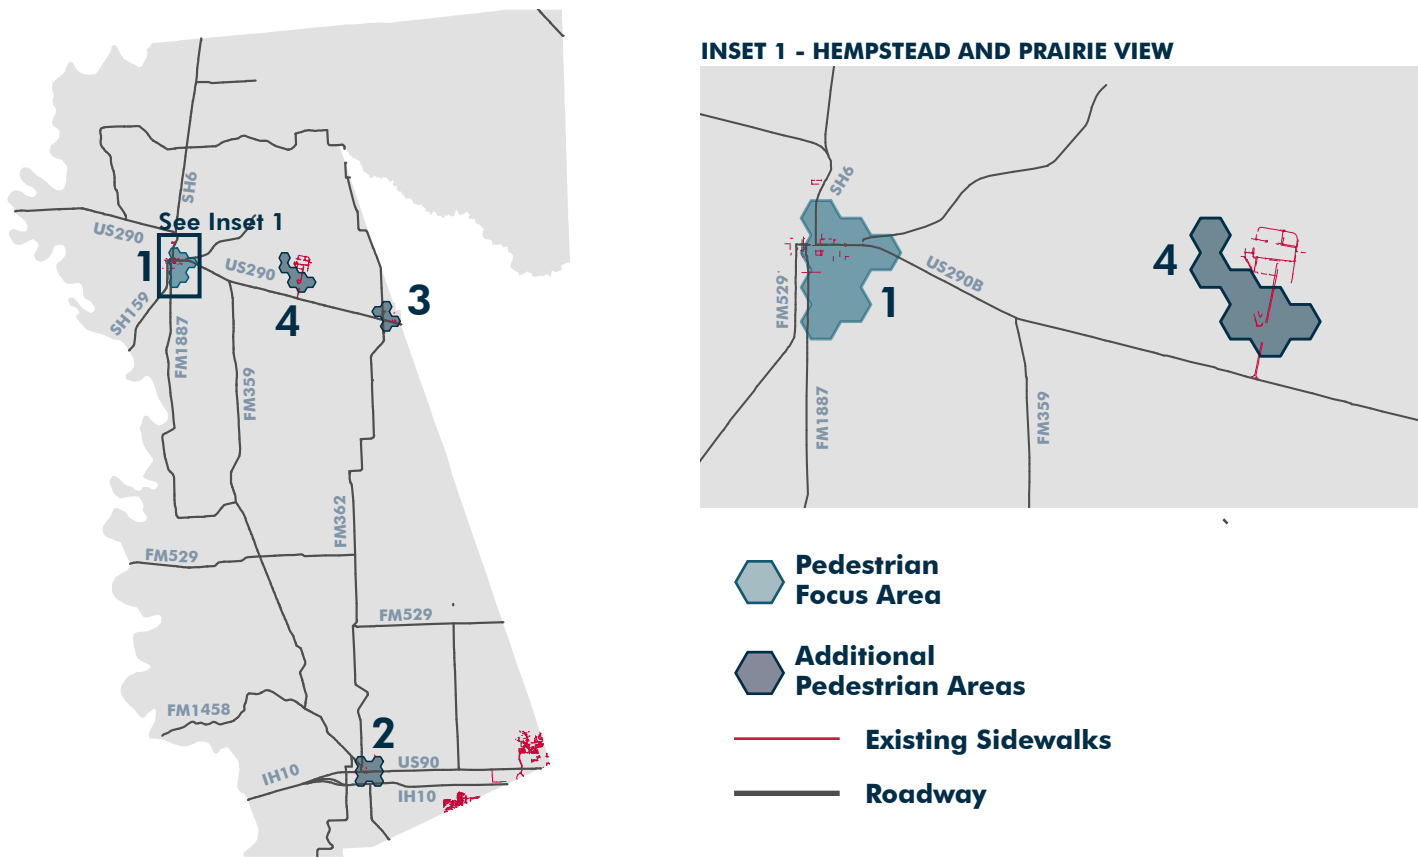 INSET 1 - HEMPSTEAD AND PRAIRIE VIEW
SH6
See Inset 1
US290
1
US290
4
3
SH159
FM1887
FM359
FM362
FM529
FM529
FM1458
2
US90
IH10
IH10
SH6
4
US290B
FM529
1
FM1887
FM359
Pedestrian
Focus Area
Additional
Pedestrian Areas
Existing Sidewalks
Roadway